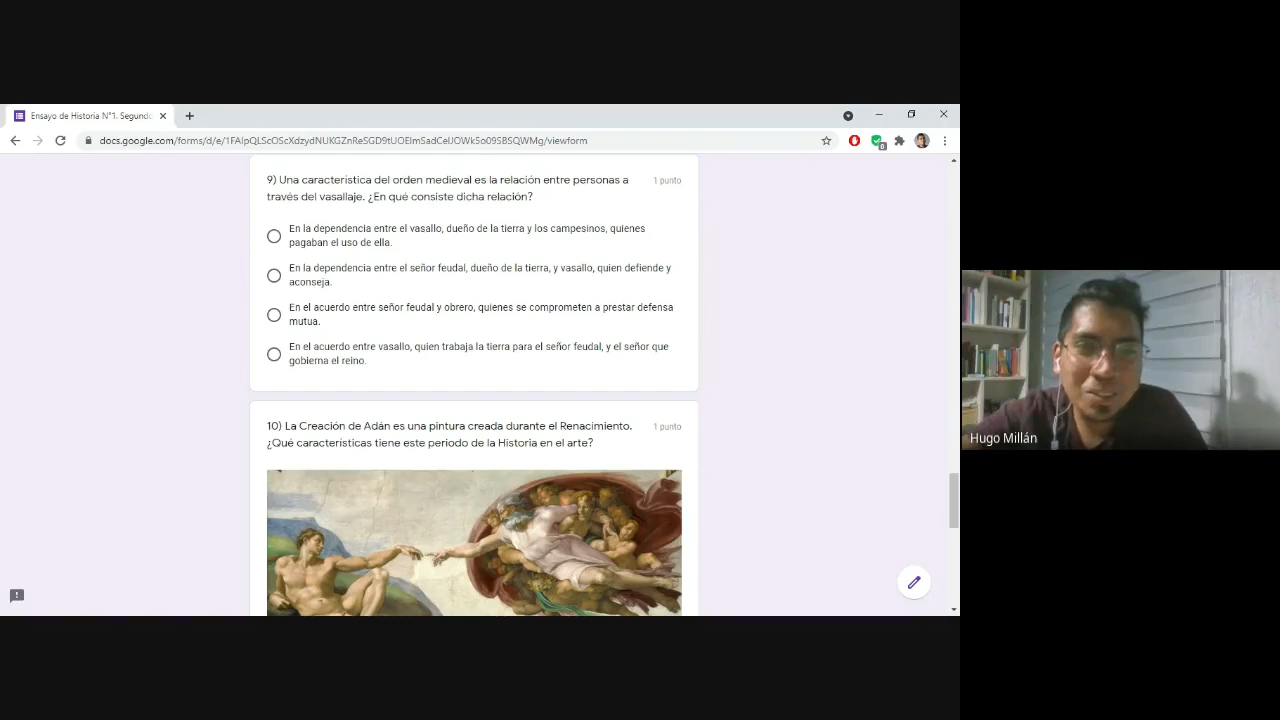 Ensayo de Historia N°1. Segundo
docs.google.com/forms/d/e/1FAIpQLScOScXdzydNUKGZnReSGD9tUOElmSadCeIJOWk5o09SBSQWMg/viewform
9) Una característica del orden medieval es la relación entre personas a
través del vasallaje. ¿En qué consiste dicha relación?
1 punto
En la dependencia entre el vasallo, dueño de la tierra y los campesinos, quienes
pagaban el uso de ella.
En la dependencia entre el señor feudal, dueño de la tierra, y vasallo, quien defiende y
aconseja.
En el acuerdo entre señor feudal y obrero, quienes se comprometen a prestar defensa
mutua.
En el acuerdo entre vasallo, quien trabaja la tierra para el señor feudal, y el señor que
gobierna el reino.
10) La Creación de Adán es una pintura creada durante el Renacimiento.
¿Qué características tiene este periodo de la Historia en el arte?
1 punto
Hugo Millán